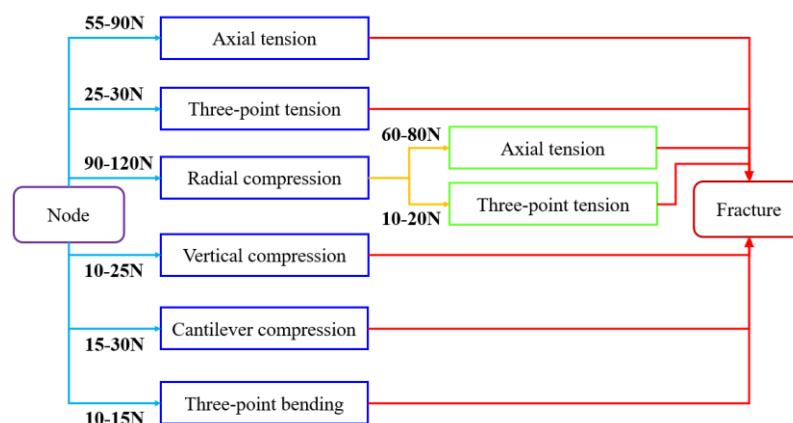 55-90N
Axial tension
25-30N
Three-point tension
90-120N
Radial compression
60-80N
Axial tension
10-20N
Three-point tension
Node
Fracture
10-25N
Vertical compression
15-30N
Cantilever compression
10-15N
Three-point bending